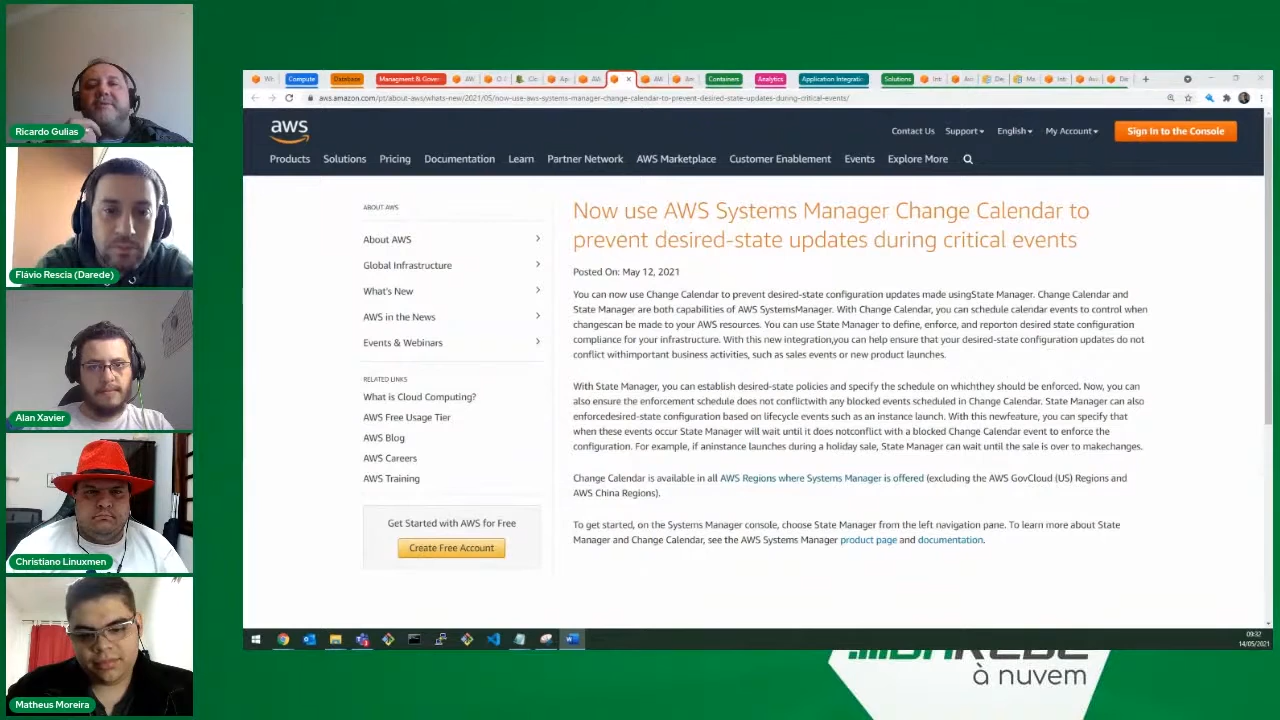 Ricardo Gulias
Flávio Rescia (Darede)
Alan Xavier
Christiano Linuxmen
Matheus Moreira
Compute
Database
Managment & Gover
Containers
Analytics
Application Integratio
Solutions
aws.amazon.com/pt/about-aws/whats-new/2021/05/now-use-aws-systems-manager-change-calendar-to-prevent-desired-state-updates-during-critical-events/
aws
Contact Us Support English My Account Sign In to the Console
Products Solutions Pricing Documentation Learn Partner Network AWS Marketplace Customer Enablement Events Explore More
ABOUT AWS
About AWS
Global Infrastructure
What's New
AWS in the News
Events & Webinars
RELATED LINKS
What is Cloud Computing?
AWS Free Usage Tier
AWS Blog
AWS Careers
AWS Training
Get Started with AWS for Free
Create Free Account
Now use AWS Systems Manager Change Calendar to
prevent desired-state updates during critical events
Posted On: May 12, 2021
You can now use Change Calendar to prevent desired-state configuration updates made usingState Manager. Change Calendar and
State Manager are both capabilities of AWS SystemsManager. With Change Calendar, you can schedule calendar events to control when
changescan be made to your AWS resources. You can use State Manager to define, enforce, and reporton desired state configuration
compliance for your infrastructure. With this new integration,you can help ensure that your desired-state configuration updates do not
conflict withimportant business activities, such as sales events or new product launches.
With State Manager, you can establish desired-state policies and specify the schedule on whichthey should be enforced. Now, you can
also ensure the enforcement schedule does not conflictwith any blocked events scheduled in Change Calendar. State Manager can also
enforcedesired-state configuration based on lifecycle events such as an instance launch. With this newfeature, you can specify that
when these events occur State Manager will wait until it does notconflict with a blocked Change Calendar event to enforce the
configuration. For example, if aninstance launches during a holiday sale, State Manager can wait until the sale is over to makechanges.
Change Calendar is available in all AWS Regions where Systems Manager is offered (excluding the AWS GovCloud (US) Regions and
AWS China Regions).
To get started, on the Systems Manager console, choose State Manager from the left navigation pane. To learn more about State
Manager and Change Calendar, see the AWS Systems Manager product page and documentation.
09:32
14/05/2021
à nuvem